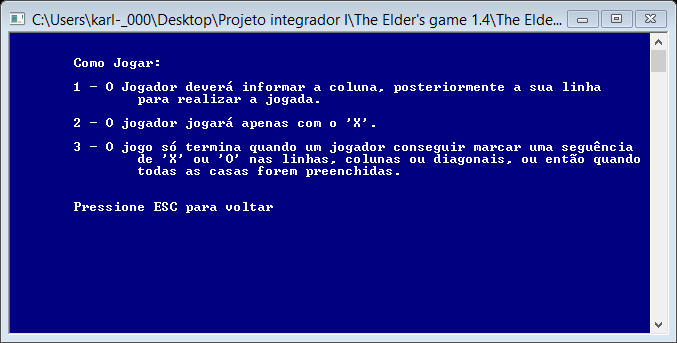 C:\Users\karl-_000\Desktop\Projeto integrador I\The Elder's game 1.4\The Elde...
Como Jogar:
1 - O Jogador deverá informar a coluna, posteriormente a sua linha
para realizar a jogada.
2 - O jogador jogará apenas com o 'X'.
3 - O jogo só termina quando um jogador conseguir marcar uma seguência
de 'X' ou 'O' nas linhas, colunas ou diagonais, ou então quando
todas as casas forem preenchidas.
Pressione ESC para voltar